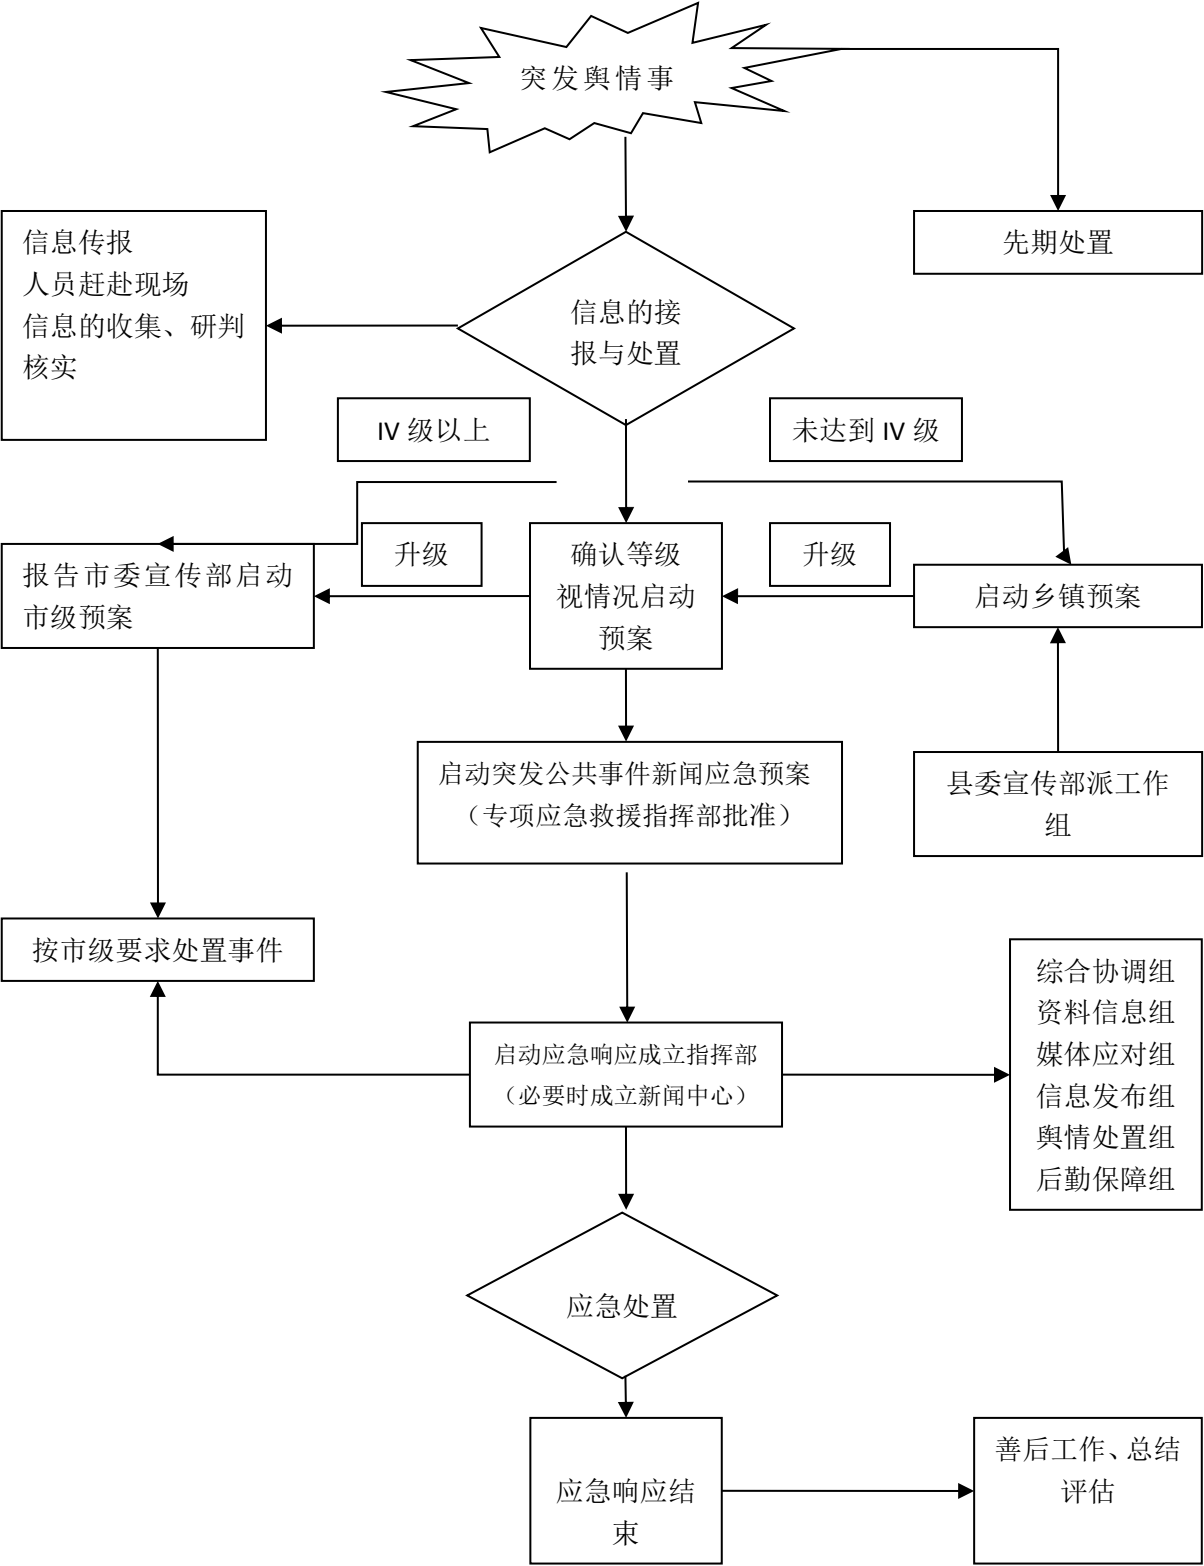 突发舆情事
先期处置
信息传报
人员赶赴现场
信息的收集、研判
核实
信息的接
报与处置
IV 级以上
未达到 IV 级
升级
确认等级
视情况启动
预案
升级
报告市委宣传部启动
市级预案
启动乡镇预案
启动突发公共事件新闻应急预案
（专项应急救援指挥部批准）
县委宣传部派工作
组
按市级要求处置事件
综合协调组
资料信息组
媒体应对组
信息发布组
舆情处置组
后勤保障组
启动应急响应成立指挥部
（必要时成立新闻中心）
应急处置
应急响应结
束
善后工作、总结
评估